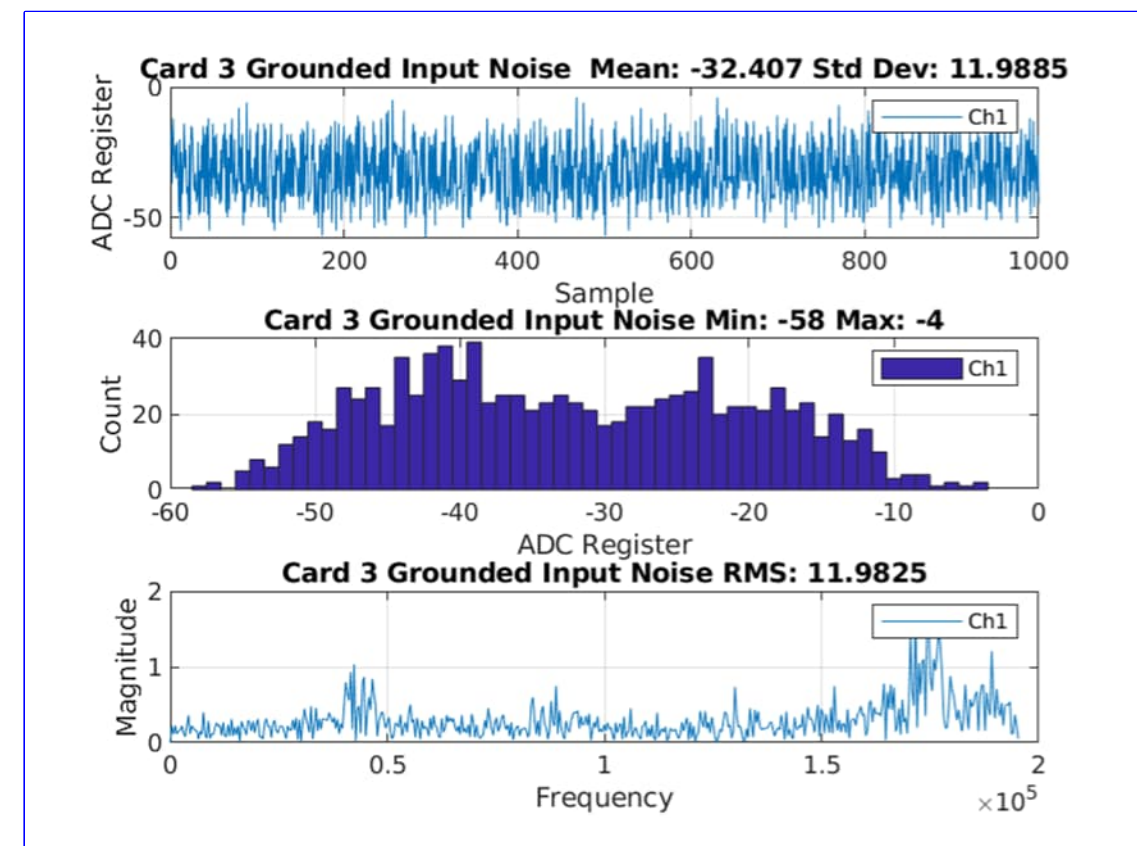 Card 3 Grounded Input Noise  Mean: -32.407 Std Dev: 11.9885
ADC Register
0
-50
Ch1
0 200 400 600 800 1000
Sample
Card 3 Grounded Input Noise Min: -58 Max: -4
Count
40
20
0
Ch1
-60 -50 -40 -30 -20 -10 0
ADC Register
Card 3 Grounded Input Noise RMS: 11.9825
Magnitude
2
1
0
Ch1
0 0.5 1 1.5 2
Frequency
×10⁵